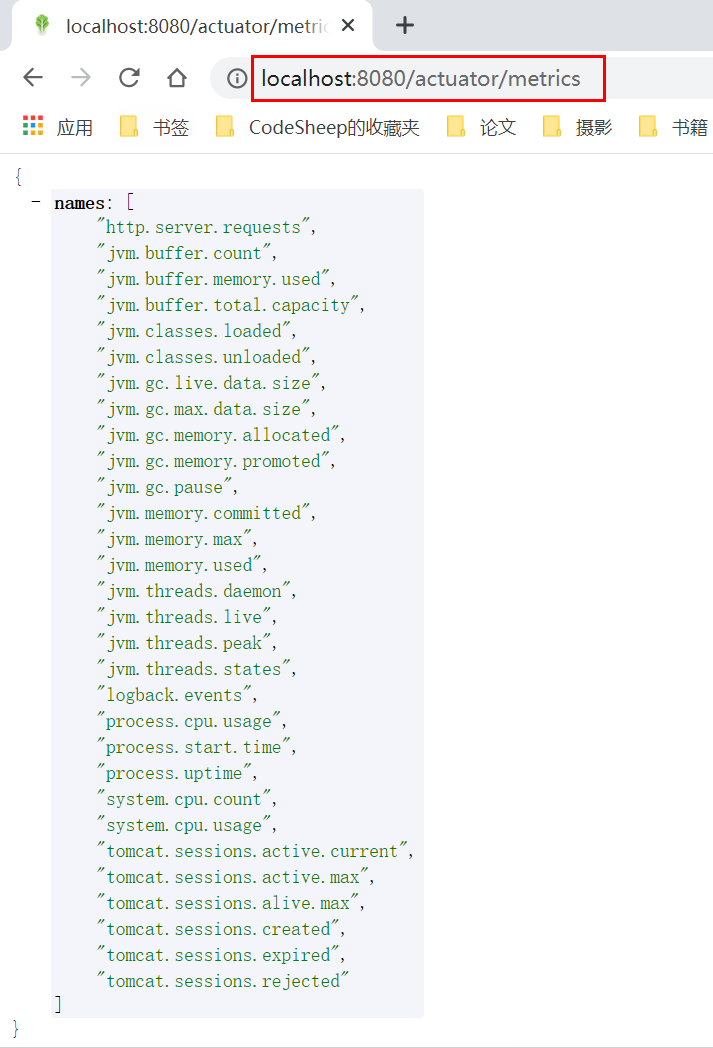 localhost:8080/actuator/metric
localhost:8080/actuator/metrics
应用 书签 CodeSheep的收藏夹 论文 摄影 书籍
{
- names: [
"http.server.requests",
"jvm.buffer.count",
"jvm.buffer.memory.used",
"jvm.buffer.total.capacity",
"jvm.classes.loaded",
"jvm.classes.unloaded",
"jvm.gc.live.data.size",
"jvm.gc.max.data.size",
"jvm.gc.memory.allocated",
"jvm.gc.memory.promoted",
"jvm.gc.pause",
"jvm.memory.committed",
"jvm.memory.max",
"jvm.memory.used",
"jvm.threads.daemon",
"jvm.threads.live",
"jvm.threads.peak",
"jvm.threads.states",
"logback.events",
"process.cpu.usage",
"process.start.time",
"process.uptime",
"system.cpu.count",
"system.cpu.usage",
"tomcat.sessions.active.current",
"tomcat.sessions.active.max",
"tomcat.sessions.alive.max",
"tomcat.sessions.created",
"tomcat.sessions.expired",
"tomcat.sessions.rejected"
]
}